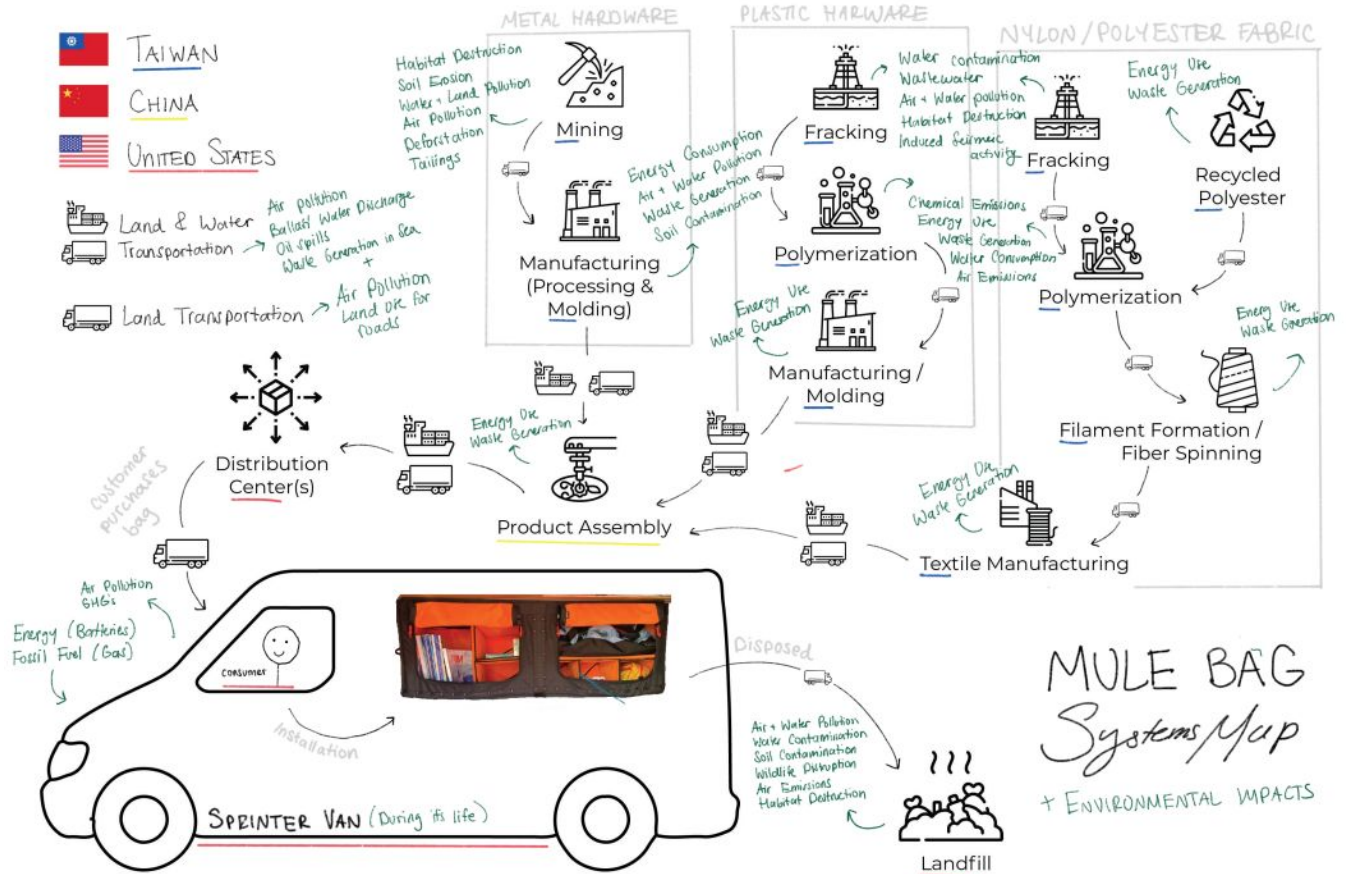 TAIWAN
CHINA
UNITED STATES
Land & Water
Transportation
Air pollution
Ballast Water Discharge
Oil spills
Waste Generation in Sea
+
Air Pollution
Land Use for
roads
Land Transportation
METAL HARDWARE
Habitat Destruction
Soil Erosion
Water + Land Pollution
Air Pollution
Deforstation
Tailings
Mining
Manufacturing
(Processing &
Molding)
Energy Consumption
Air + Water Pollution
Waste Generation
Soil Contamination
PLASTIC HARWARE
Fracking
Water contamination
Wastewater
Air + Water pollution
Habitat Destruction
Induced Seismeic
activity
Polymerization
Chemical Emissions
Energy Use
Waste Generation
Water Consumption
Air Emissions
Energy Use
Waste Generation
Manufacturing /
Molding
NYLON / POLYESTER FABRIC
Fracking
Energy Use
Waste Generation
Recycled
Polyester
Polymerization
Energy Use
Waste Generation
Filament Formation /
Fiber Spinning
Energy Use
Waste Generation
Textile Manufacturing
Energy Use
Waste Generation
Product Assembly
Distribution
Center(s)
customer
purchases
bag
Air Pollution
GHG's
Energy (Batteries)
Fossil Fuel (Gas)
CONSUMER
Installation
SPRINTER VAN (During its life)
Disposed
Air + Water Pollution
Water Contamination
Soil Contamination
Wildlife Disruption
Air Emissions
Habitat Destruction
Landfill
MULE BAG
Systems Map
+ ENVIRONMENTAL IMPACTS